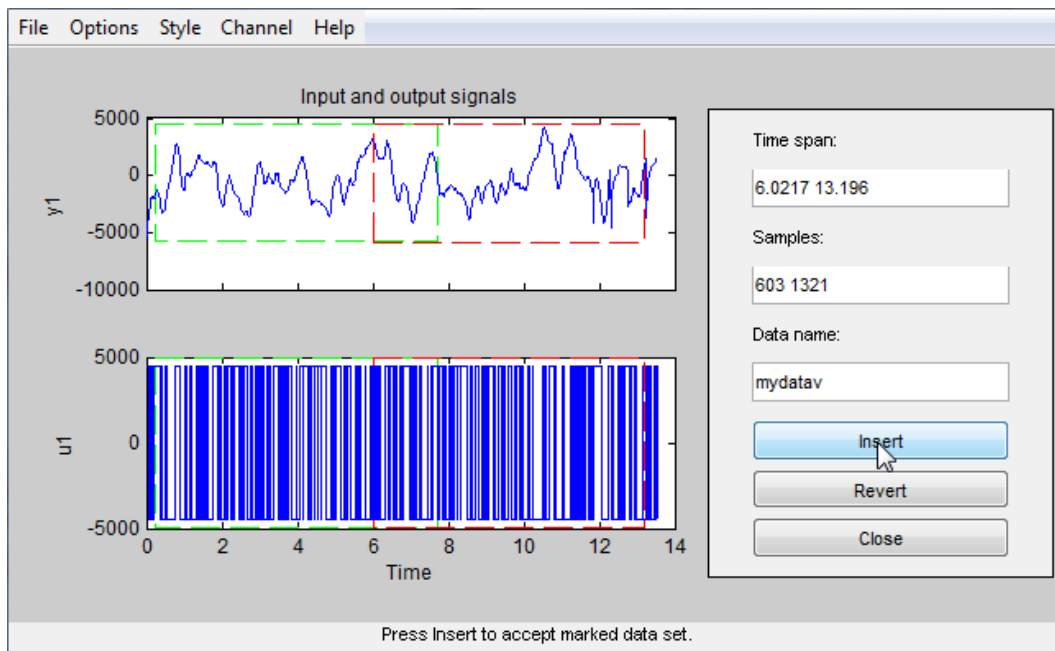 File Options Style Channel Help
Input and output signals
5000
0
-5000
-10000
y1
5000
0
-5000
u1
0 2 4 6 8 10 12 14
Time
Time span:
6.0217 13.196
Samples:
603 1321
Data name:
mydatav
Insert
Revert
Close
Press Insert to accept marked data set.